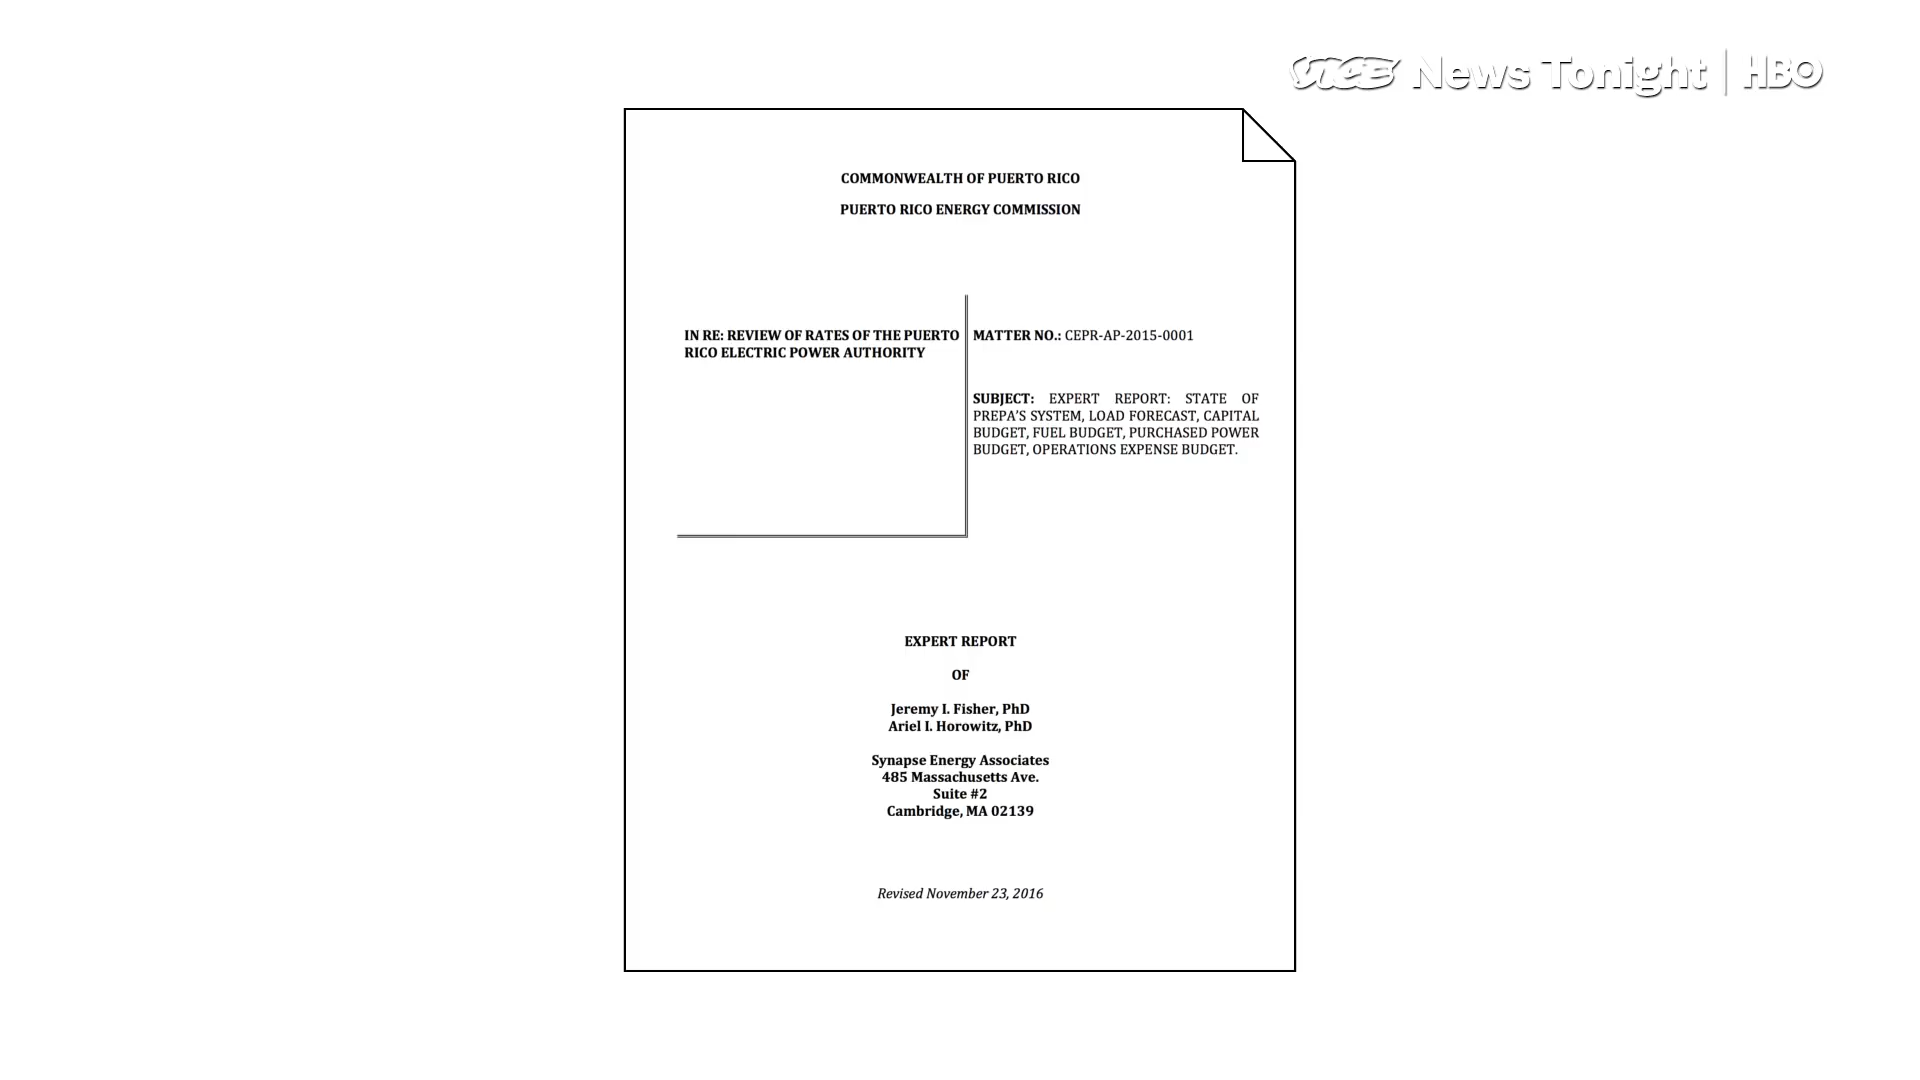 VICE News Tonight | HBO
COMMONWEALTH OF PUERTO RICO
PUERTO RICO ENERGY COMMISSION
IN RE: REVIEW OF RATES OF THE PUERTO
RICO ELECTRIC POWER AUTHORITY
MATTER NO.: CEPR-AP-2015-0001
SUBJECT: EXPERT REPORT: STATE OF
PREPA’S SYSTEM, LOAD FORECAST, CAPITAL
BUDGET, FUEL BUDGET, PURCHASED POWER
BUDGET, OPERATIONS EXPENSE BUDGET.
EXPERT REPORT
OF
Jeremy I. Fisher, PhD
Ariel I. Horowitz, PhD
Synapse Energy Associates
485 Massachusetts Ave.
Suite #2
Cambridge, MA 02139
Revised November 23, 2016